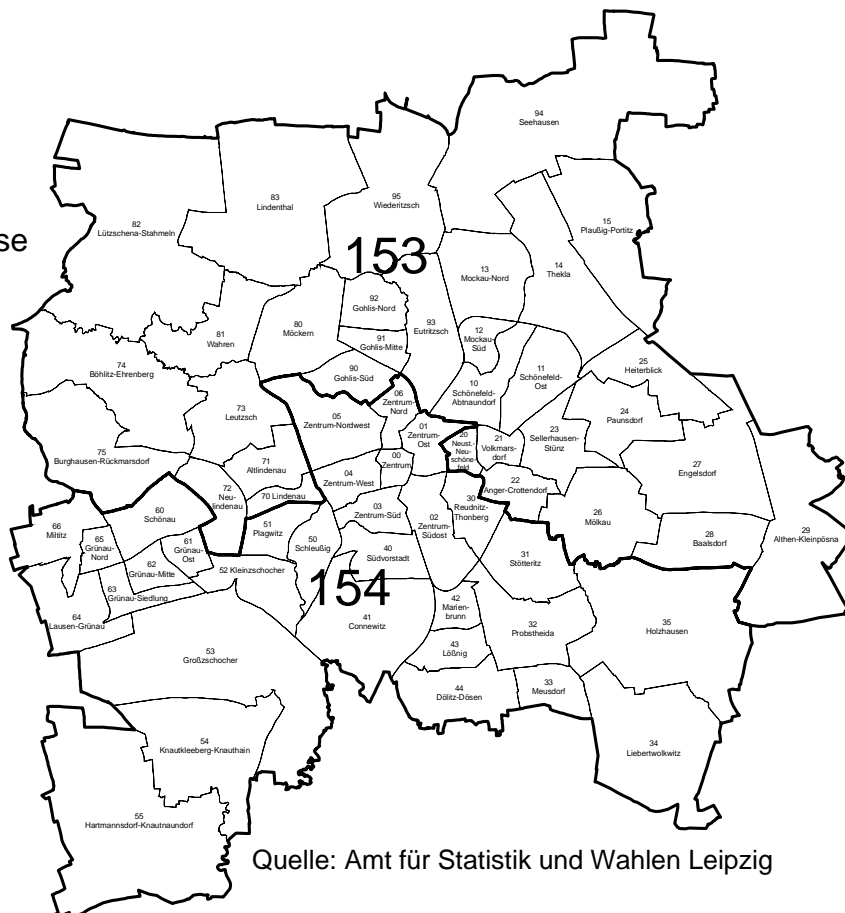 94
Seehausen
83
Lindenthal
95
Wiederitzsch
82
Lützschena-Stahmeln
15
Plaußig-Portitz
se
153
13
Mockau-Nord
14
Thekla
92
Gohlis-Nord
93
Eutritzsch
80
Möckern
81
Wahren
91
Gohlis-Mitte
12
Mockau-
Süd
11
Schönefeld-
Ost
25
Heiterblick
74
Böhlitz-Ehrenberg
90
Gohlis-Süd
10
Schönefeld-
Abtnaundorf
06
Zentrum-
Nord
73
Leutzsch
05
Zentrum-Nordwest
01
Zentrum-
Ost
20
Neust.-
Neu-
schöne-
feld
21
Volkmars-
dorf
23
Sellerhausen-
Stünz
24
Paunsdorf
75
Burghausen-Rückmarsdorf
71
Altlindenau
00
Zentrum
04
Zentrum-West
22
Anger-Crottendorf
27
Engelsdorf
72
Neu-
lindenau
70 Lindenau
30
Reudnitz-
Thonberg
26
Mölkau
66
Miltitz
60
Schönau
51
Plagwitz
03
Zentrum-Süd
02
Zentrum-
Südost
28
Baalsdorf
29
Althen-Kleinpösna
65
Grünau-
Nord
61
Grünau-
Ost
50
Schleußig
40
Südvorstadt
31
Stötteritz
62
Grünau-Mitte
52 Kleinzschocher
63
Grünau-Siedlung
154
64
Lausen-Grünau
41
Connewitz
42
Marien-
brunn
32
Probstheida
35
Holzhausen
53
Großzschocher
43
Lößnig
44
Dölitz-Dösen
33
Meusdorf
54
Knautkleeberg-Knauthain
34
Liebertwolkwitz
55
Hartmannsdorf-Knautnaundorf
Quelle: Amt für Statistik und Wahlen Leipzig